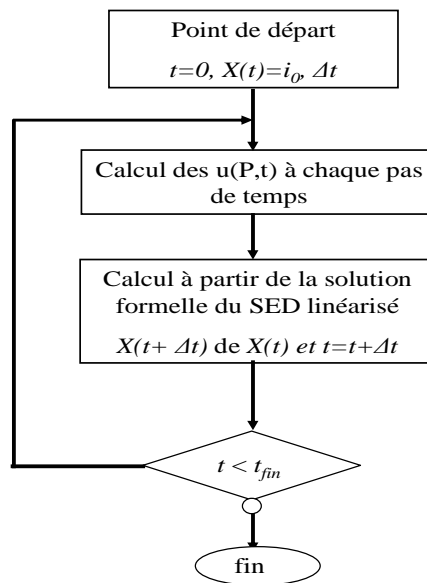 Point de départ
t=0, X(t)=i0, Δt
Calcul des u(P,t) à chaque pas
de temps
Calcul à partir de la solution
formelle du SED linéarisé
X(t+ Δt) de X(t) et t=t+Δt
t < tfin
fin